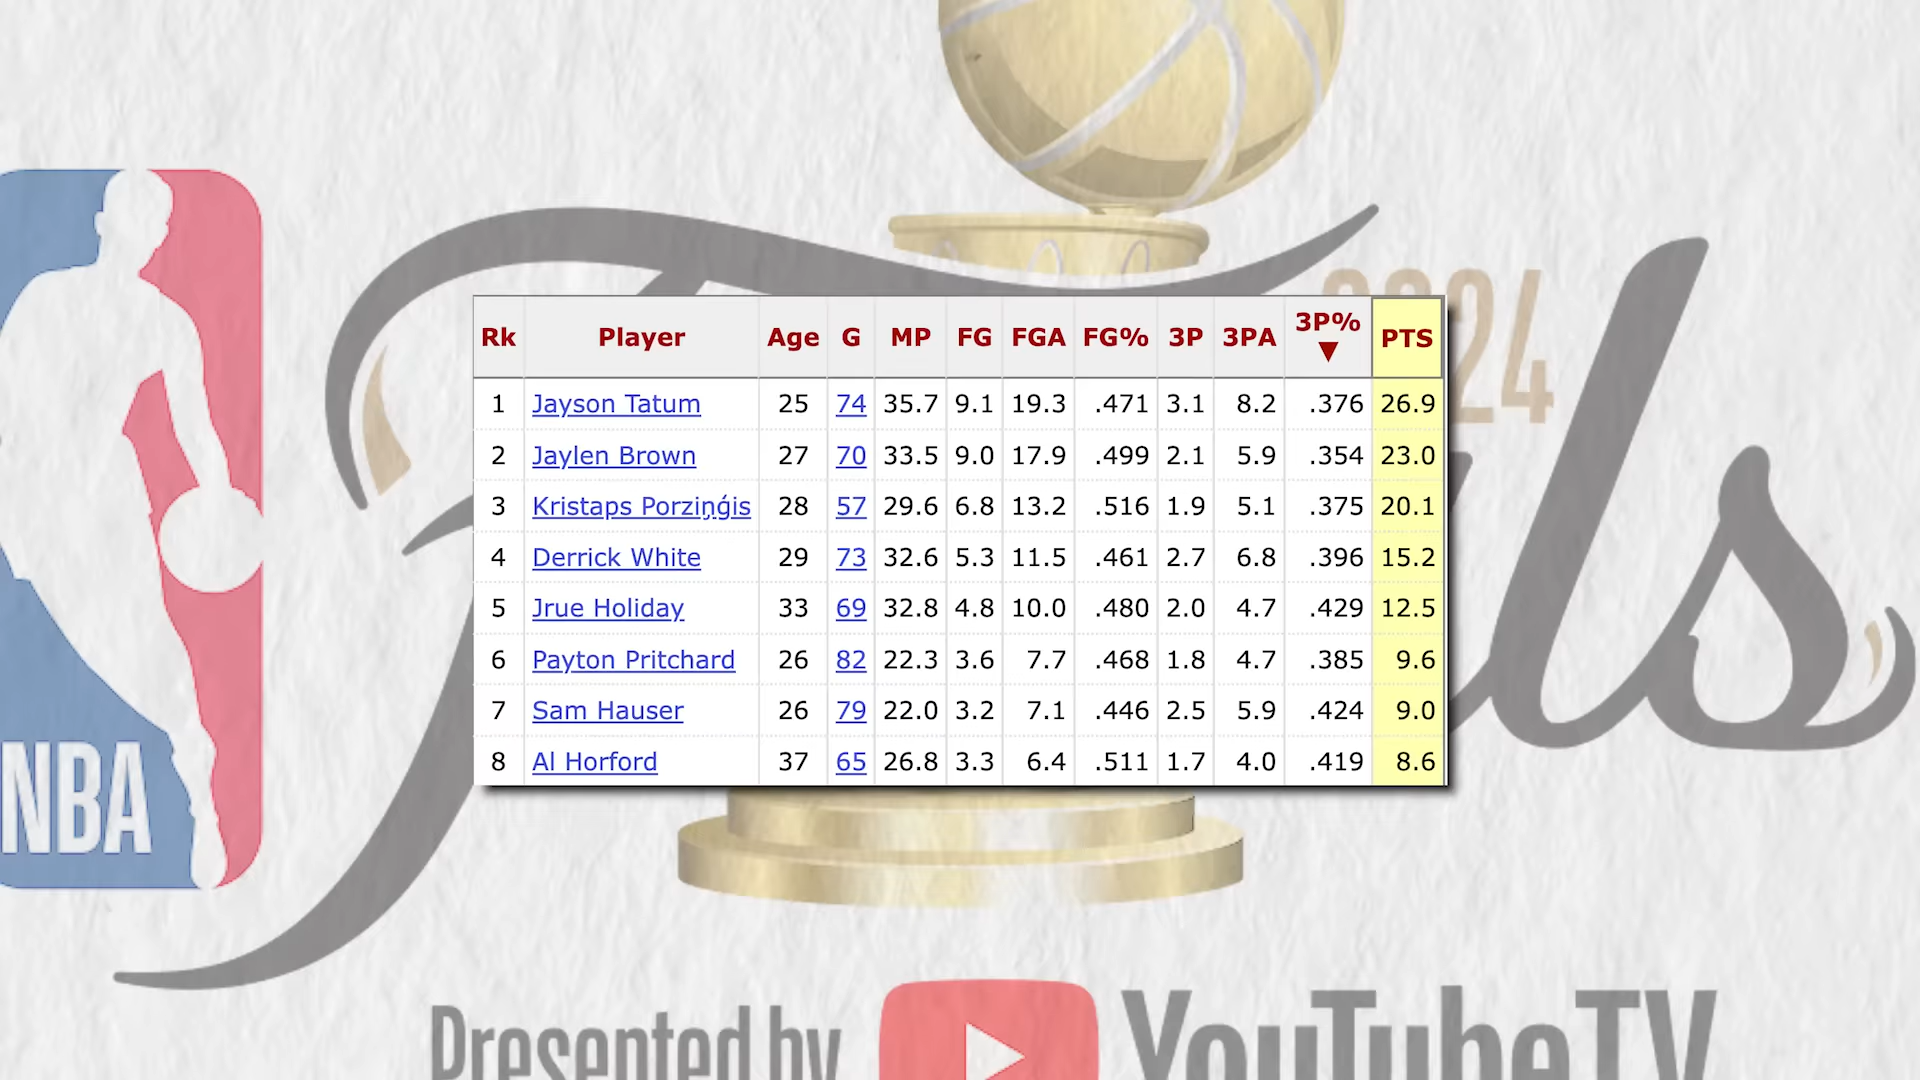 2024
Rk Player Age G MP FG FGA FG% 3P 3PA 3P% ▼ PTS
1 Jayson Tatum 25 74 35.7 9.1 19.3 .471 3.1 8.2 .376 26.9
2 Jaylen Brown 27 70 33.5 9.0 17.9 .499 2.1 5.9 .354 23.0
3 Kristaps Porziņģis 28 57 29.6 6.8 13.2 .516 1.9 5.1 .375 20.1
4 Derrick White 29 73 32.6 5.3 11.5 .461 2.7 6.8 .396 15.2
5 Jrue Holiday 33 69 32.8 4.8 10.0 .480 2.0 4.7 .429 12.5
6 Payton Pritchard 26 82 22.3 3.6 7.7 .468 1.8 4.7 .385 9.6
7 Sam Hauser 26 79 22.0 3.2 7.1 .446 2.5 5.9 .424 9.0
8 Al Horford 37 65 26.8 3.3 6.4 .511 1.7 4.0 .419 8.6
NBA
Presented by YouTubeTV